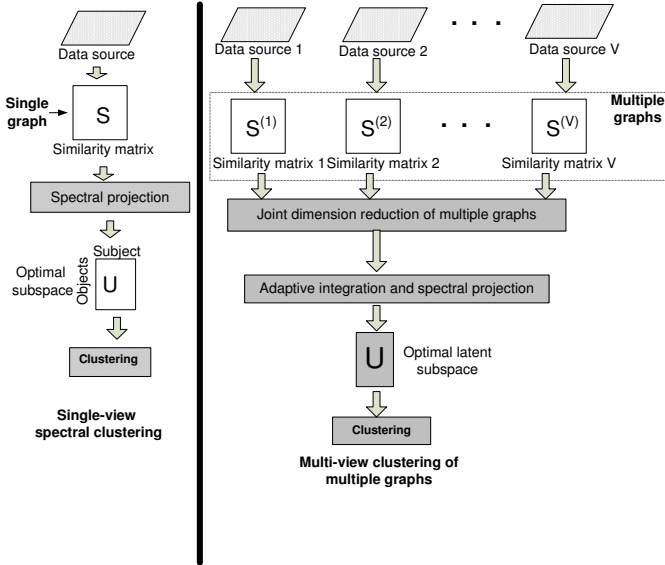 Data source
Single
graph
S
Similarity matrix
Spectral projection
Subject
Objects
U
Optimal
subspace
Clustering
Single-view
spectral clustering
Data source 1
Data source 2
. . .
Data source V
Multiple
graphs
S(1)
S(2)
. . .
S(V)
Similarity matrix 1
Similarity matrix 2
Similarity matrix V
Joint dimension reduction of multiple graphs
Adaptive integration and spectral projection
U
Optimal latent
subspace
Clustering
Multi-view clustering of
multiple graphs